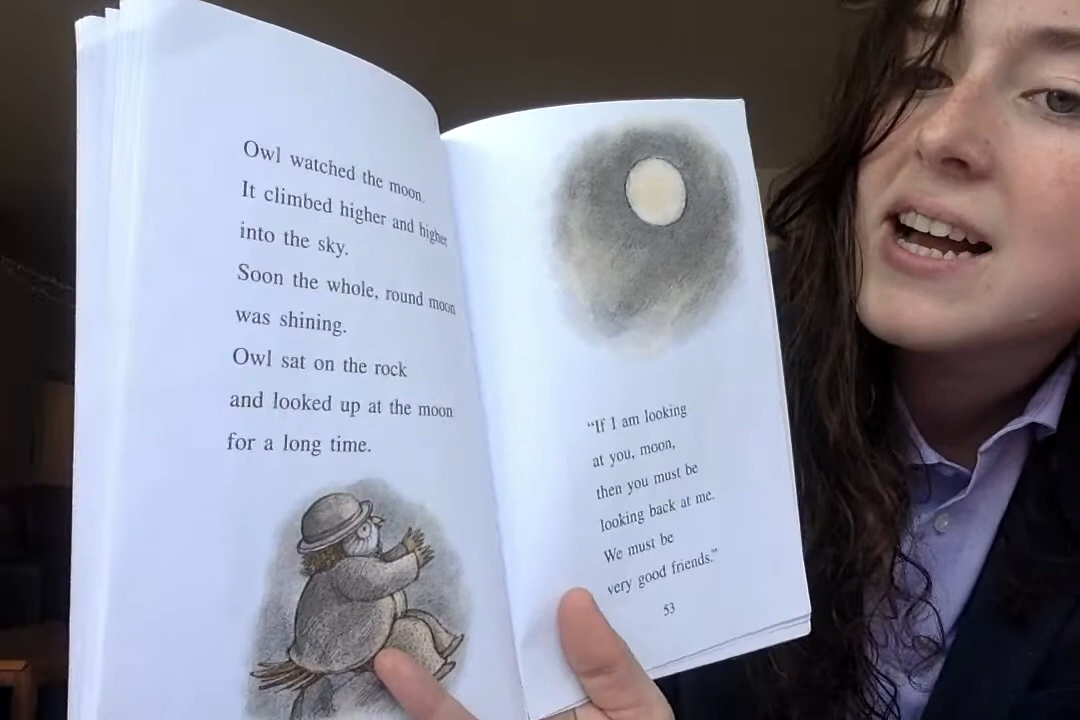 Owl watched the moon.
It climbed higher and higher
into the sky.
Soon the whole, round moon
was shining.
Owl sat on the rock
and looked up at the moon
for a long time.
“If I am looking
at you, moon,
then you must be
looking back at me.
We must be
very good friends.”
53